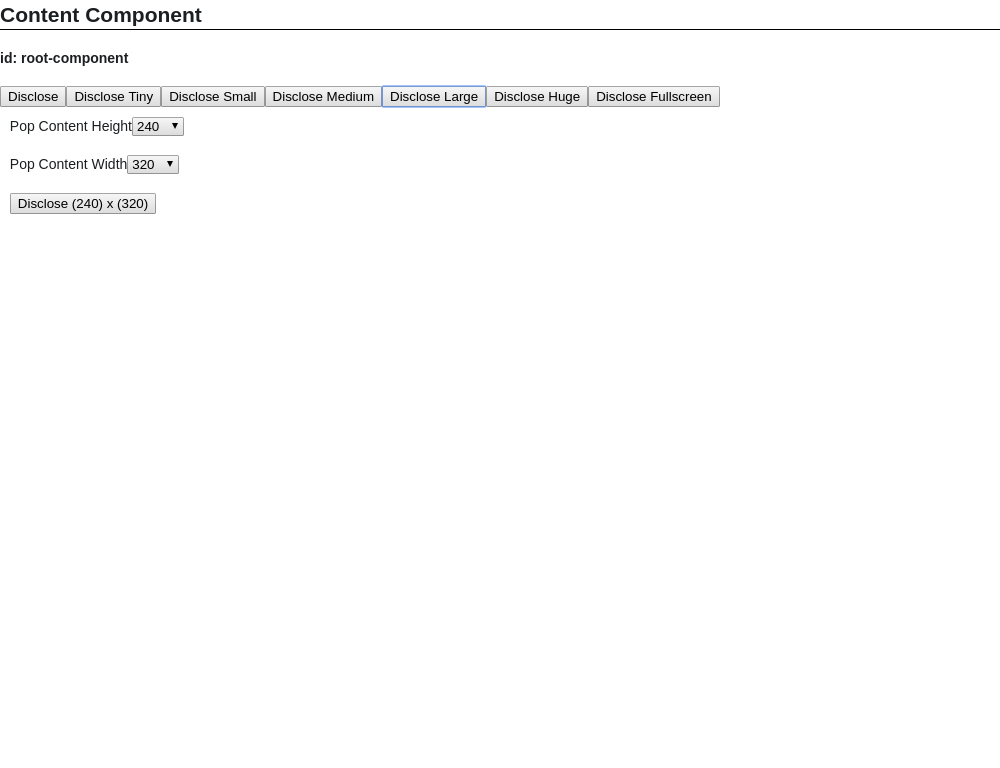 Content Component
id: root-component
Disclose Disclose Tiny Disclose Small Disclose Medium Disclose Large Disclose Huge Disclose Fullscreen
Pop Content Height 240
Pop Content Width 320
Disclose (240) x (320)